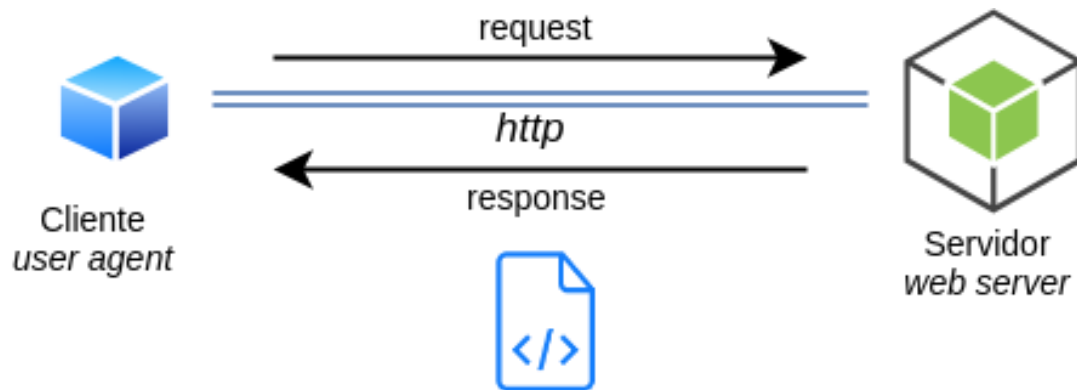 request
http
response
Cliente
user agent
Servidor
web server
</>